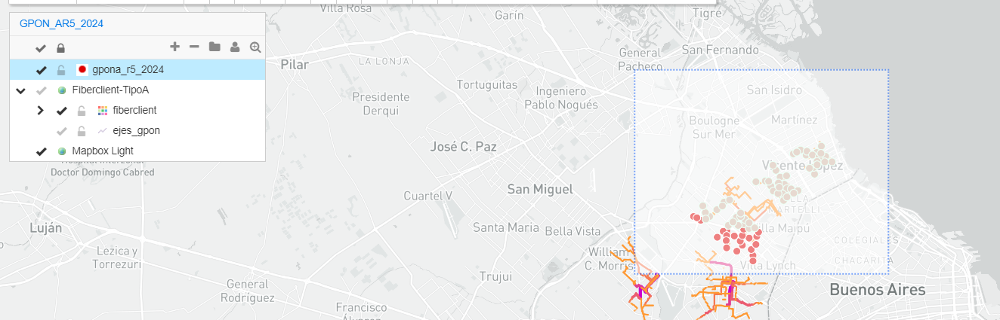 GPON_AR5_2024
gpona_r5_2024
Fiberclient-TipoA
fiberclient
ejes_gpon
Mapbox Light
Villa Rosa
Garín
Tigre
San Fernando
General
Pacheco
Pilar
LA LONJA
Tortuguitas
Ingeniero
Pablo Nogués
San Isidro
Presidente
Derqui
Boulogne
Sur Mer
Martínez
José C. Paz
Vicente López
Hospital Interzonal
Doctor Domingo Cabred
San Miguel
Cuartel V
VILLA
MARTELLI
Luján
Santa Maria
Bella Vista
Villa Maipú
COLEGIALES
Lezica y
Torrezuri
William
C. Morris
CHACARITA
Villa Lynch
Trujui
General
Rodríguez
Buenos Aires
Francisco
Álvarez